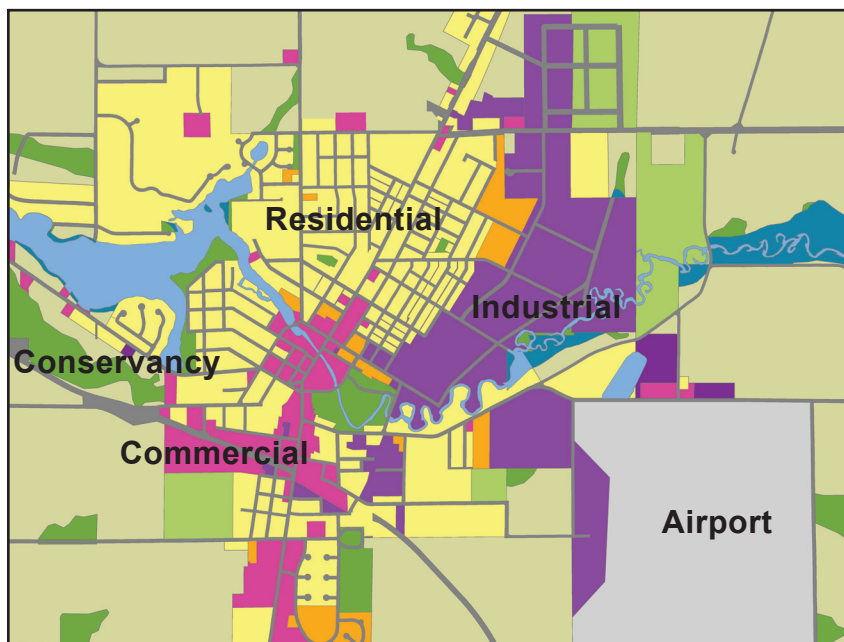 Residential
Industrial
Conservancy
Commercial
Airport